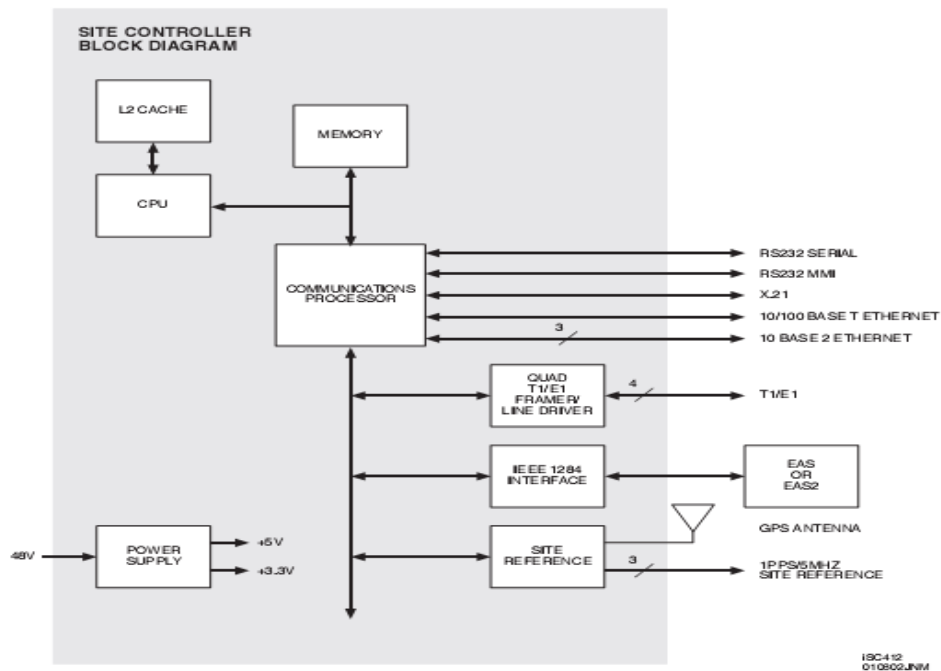 SITE CONTROLLER
BLOCK DIAGRAM
L2 CACHE
MEMORY
CPU
COMMUNICATIONS
PROCESSOR
RS232 SERIAL
RS232 MMI
X.21
10/100 BASE T ETHERNET
3
10 BASE 2 ETHERNET
QUAD
T1/E1
FRAMER/
LINE DRIVER
4
T1/E1
IEEE 1284
INTERFACE
EAS
OR
EAS2
GPS ANTENNA
48V
POWER
SUPPLY
+5V
+3.3V
SITE
REFERENCE
3
1PPS/5MHZ
SITE REFERENCE
iSC412
010802JNM